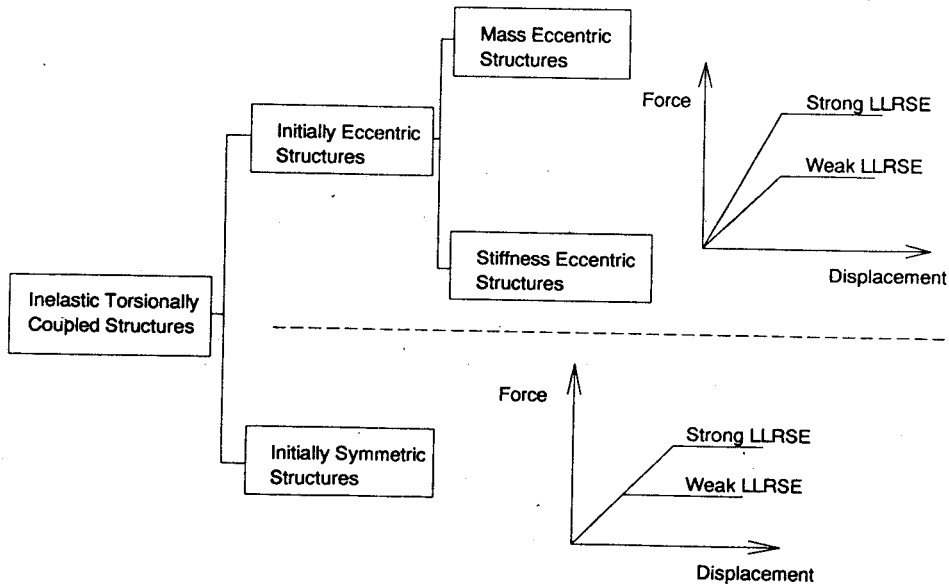 Mass Eccentric
Structures
Force
Strong LLRSE
Initially Eccentric
Structures
Weak LLRSE
Stiffness Eccentric
Structures
Displacement
Inelastic Torsionally
Coupled Structures
Force
Strong LLRSE
Initially Symmetric
Structures
Weak LLRSE
Displacement